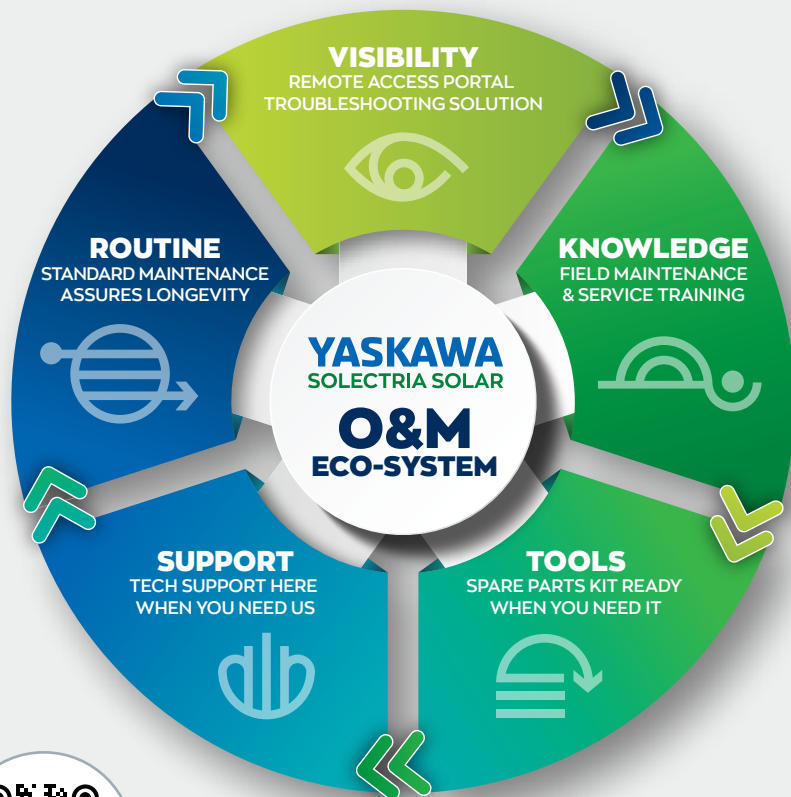 VISIBILITY
REMOTE ACCESS PORTAL
TROUBLESHOOTING SOLUTION
KNOWLEDGE
FIELD MAINTENANCE
& SERVICE TRAINING
TOOLS
SPARE PARTS KIT READY
WHEN YOU NEED IT
SUPPORT
TECH SUPPORT HERE
WHEN YOU NEED US
ROUTINE
STANDARD MAINTENANCE
ASSURES LONGEVITY
YASKAWA
SOLECTRIA SOLAR
O&M
ECO-SYSTEM